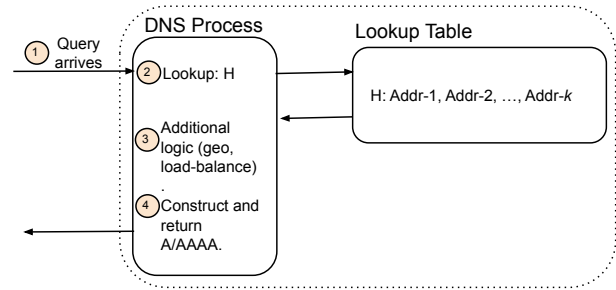 DNS Process
Lookup Table
1 Query
arrives
2 Lookup: H
H: Addr-1, Addr-2, …, Addr-k
3 Additional
logic (geo,
load-balance)
.
4 Construct and
return
A/AAAA.